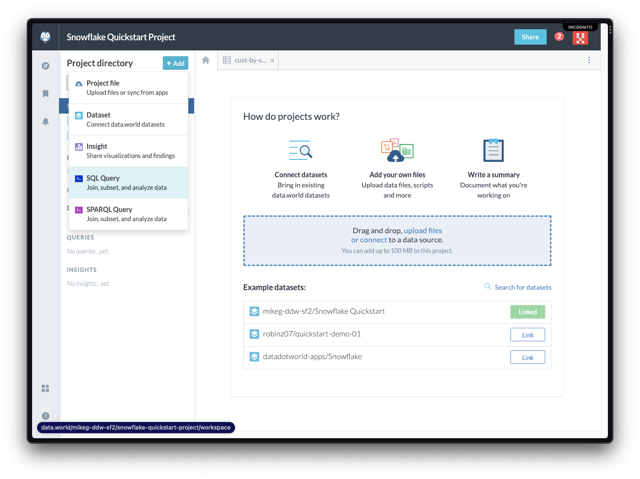 INCOGNITO
Snowflake Quickstart Project
Share
2
Project directory
+ Add
cust-by-s... ×
Project file
Upload files or sync from apps
Dataset
Connect data.world datasets
Insight
Share visualizations and findings
SQL Query
Join, subset, and analyze data
SPARQL Query
Join, subset, and analyze data
QUERIES
No queries...yet.
INSIGHTS
No insights...yet.
How do projects work?
Connect datasets
Bring in existing
data.world datasets
Add your own files
Upload data files, scripts
and more
Write a summary
Document what you're
working on
Drag and drop, upload files
or connect to a data source.
You can add up to 100 MB to this project.
Example datasets:
Search for datasets
mikeg-ddw-sf2/Snowflake Quickstart
Linked
robinz07/quickstart-demo-01
Link
datadotworld-apps/Snowflake
Link
data.world/mikeg-ddw-sf2/snowflake-quickstart-project/workspace